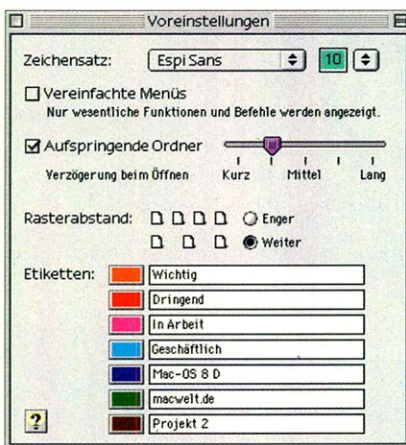 Voreinstellungen
Zeichensatz: Espi Sans 10
Vereinfachte Menüs
Nur wesentliche Funktionen und Befehle werden angezeigt.
Aufspringende Ordner
Verzögerung beim Öffnen Kurz Mittel Lang
Rasterabstand: Enger
Weiter
Etiketten: Wichtig
Dringend
In Arbeit
Geschäftlich
Mac-OS 8 D
macwelt.de
? Projekt 2